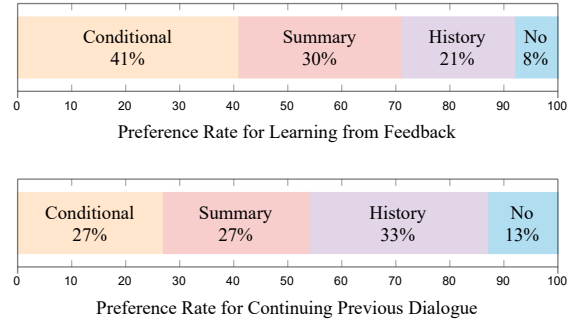 Conditional Summary History No
41% 30% 21% 8%
0 10 20 30 40 50 60 70 80 90 100
Preference Rate for Learning from Feedback
Conditional Summary History No
27% 27% 33% 13%
0 10 20 30 40 50 60 70 80 90 100
Preference Rate for Continuing Previous Dialogue